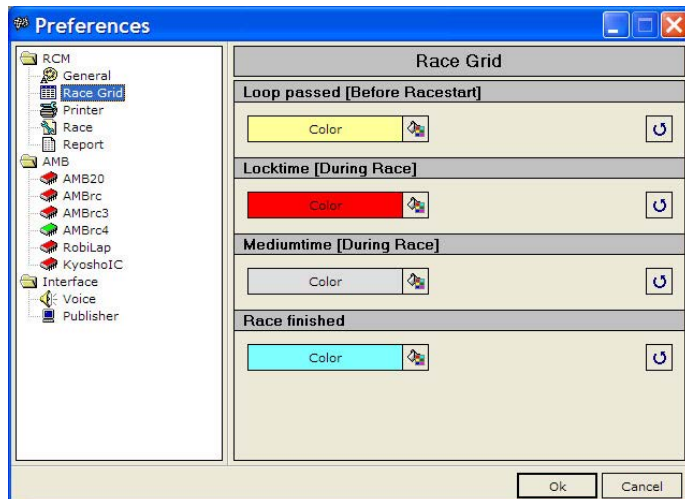 Preferences
RCM
General
Race Grid
Printer
Race
Report
AMB
AMB20
AMBrc
AMBrc3
AMBrc4
RobiLap
KyoshoIC
Interface
Voice
Publisher
Race Grid
Loop passed [Before Racestart]
Color
Locktime [During Race]
Color
Mediumtime [During Race]
Color
Race finished
Color
Ok Cancel